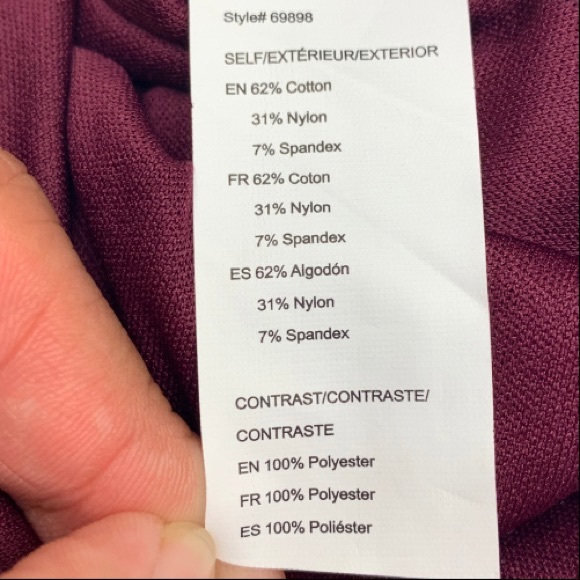 Style# 69898
SELF/EXTÉRIEUR/EXTERIOR
EN 62% Cotton
31% Nylon
7% Spandex
FR 62% Coton
31% Nylon
7% Spandex
ES 62% Algodón
31% Nylon
7% Spandex
CONTRAST/CONTRASTE/
CONTRASTE
EN 100% Polyester
FR 100% Polyester
ES 100% Poliéster